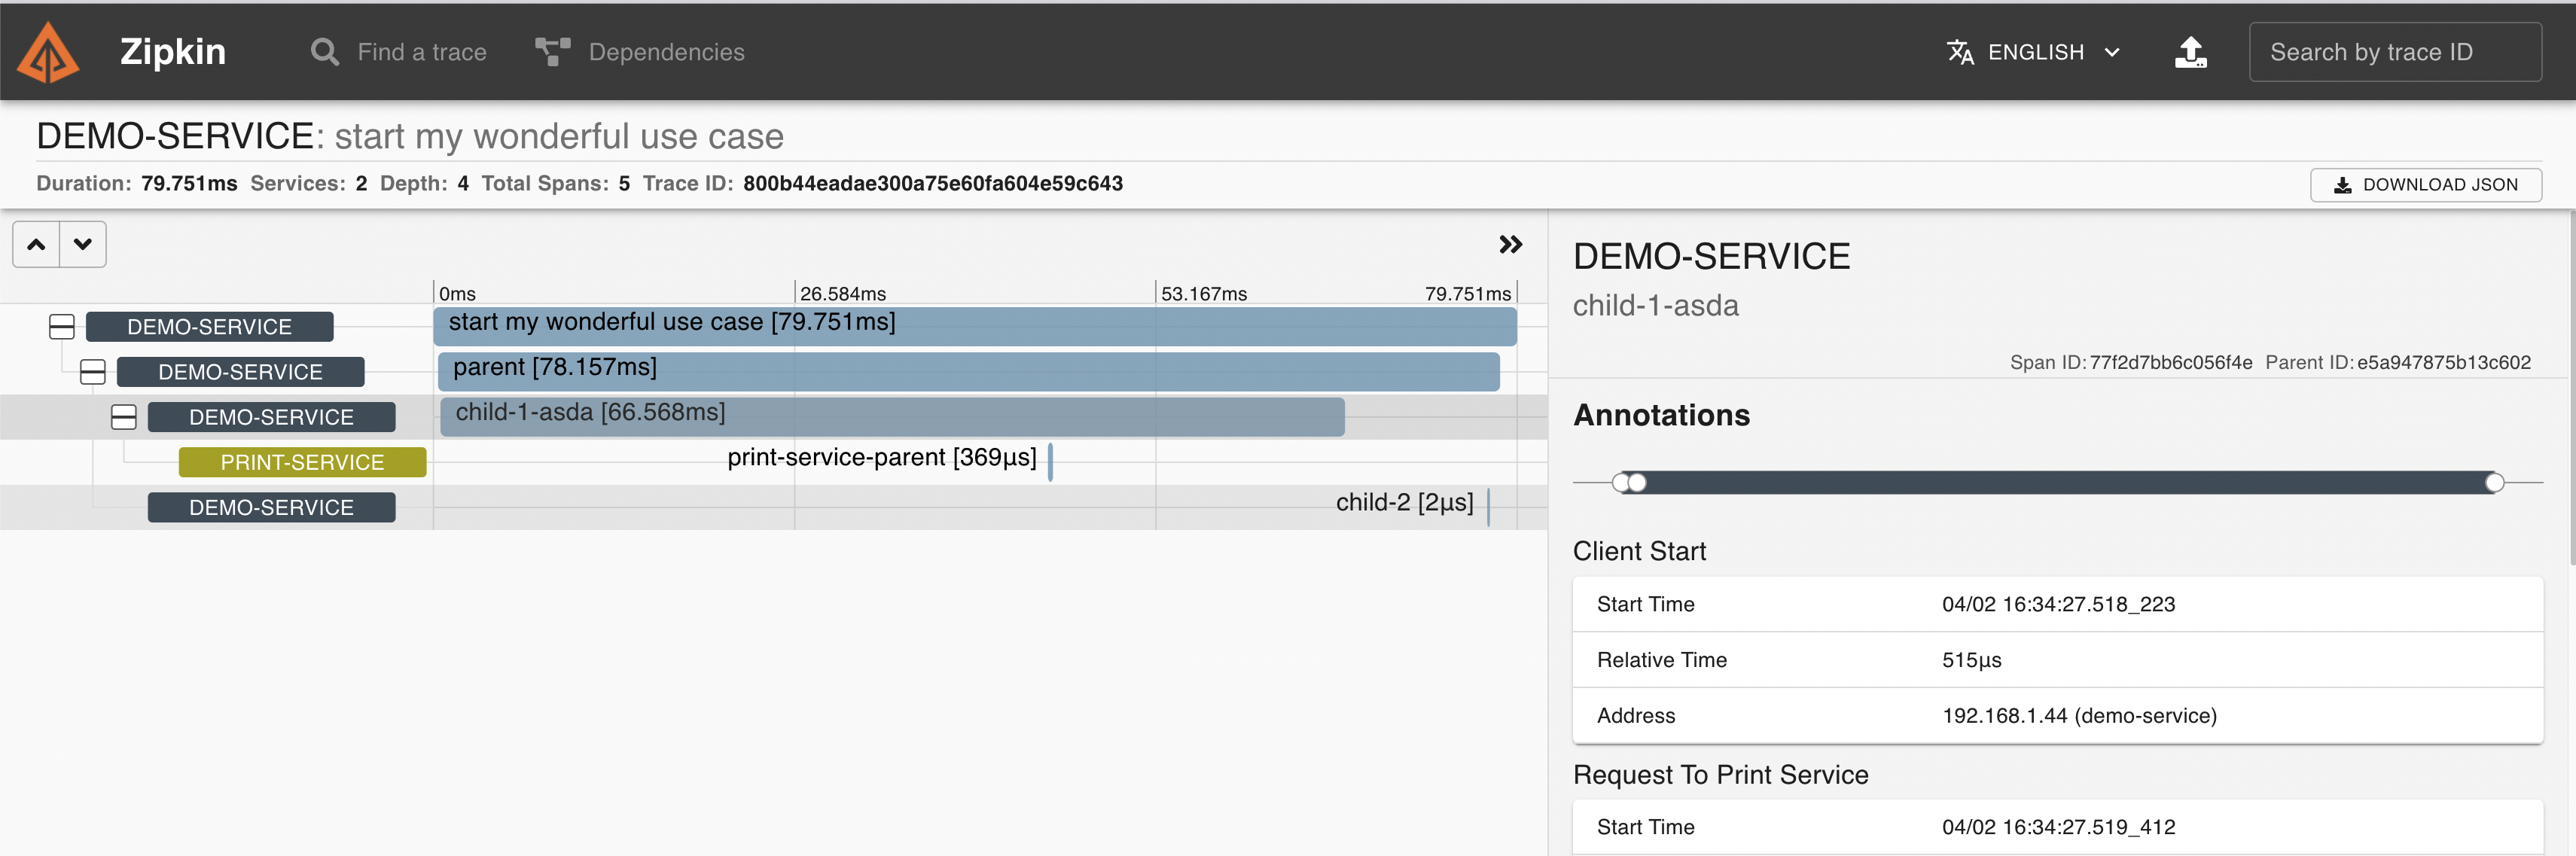 Zipkin Find a trace Dependencies ENGLISH Search by trace ID
DEMO-SERVICE: start my wonderful use case
Duration: 79.751ms Services: 2 Depth: 4 Total Spans: 5 Trace ID: 800b44eadae300a75e60fa604e59c643 DOWNLOAD JSON
0ms 26.584ms 53.167ms 79.751ms
DEMO-SERVICE start my wonderful use case [79.751ms]
DEMO-SERVICE parent [78.157ms]
DEMO-SERVICE child-1-asda [66.568ms]
PRINT-SERVICE print-service-parent [369µs]
DEMO-SERVICE child-2 [2µs]
DEMO-SERVICE
child-1-asda
Span ID: 77f2d7bb6c056f4e Parent ID: e5a947875b13c602
Annotations
Client Start
Start Time 04/02 16:34:27.518_223
Relative Time 515µs
Address 192.168.1.44 (demo-service)
Request To Print Service
Start Time 04/02 16:34:27.519_412